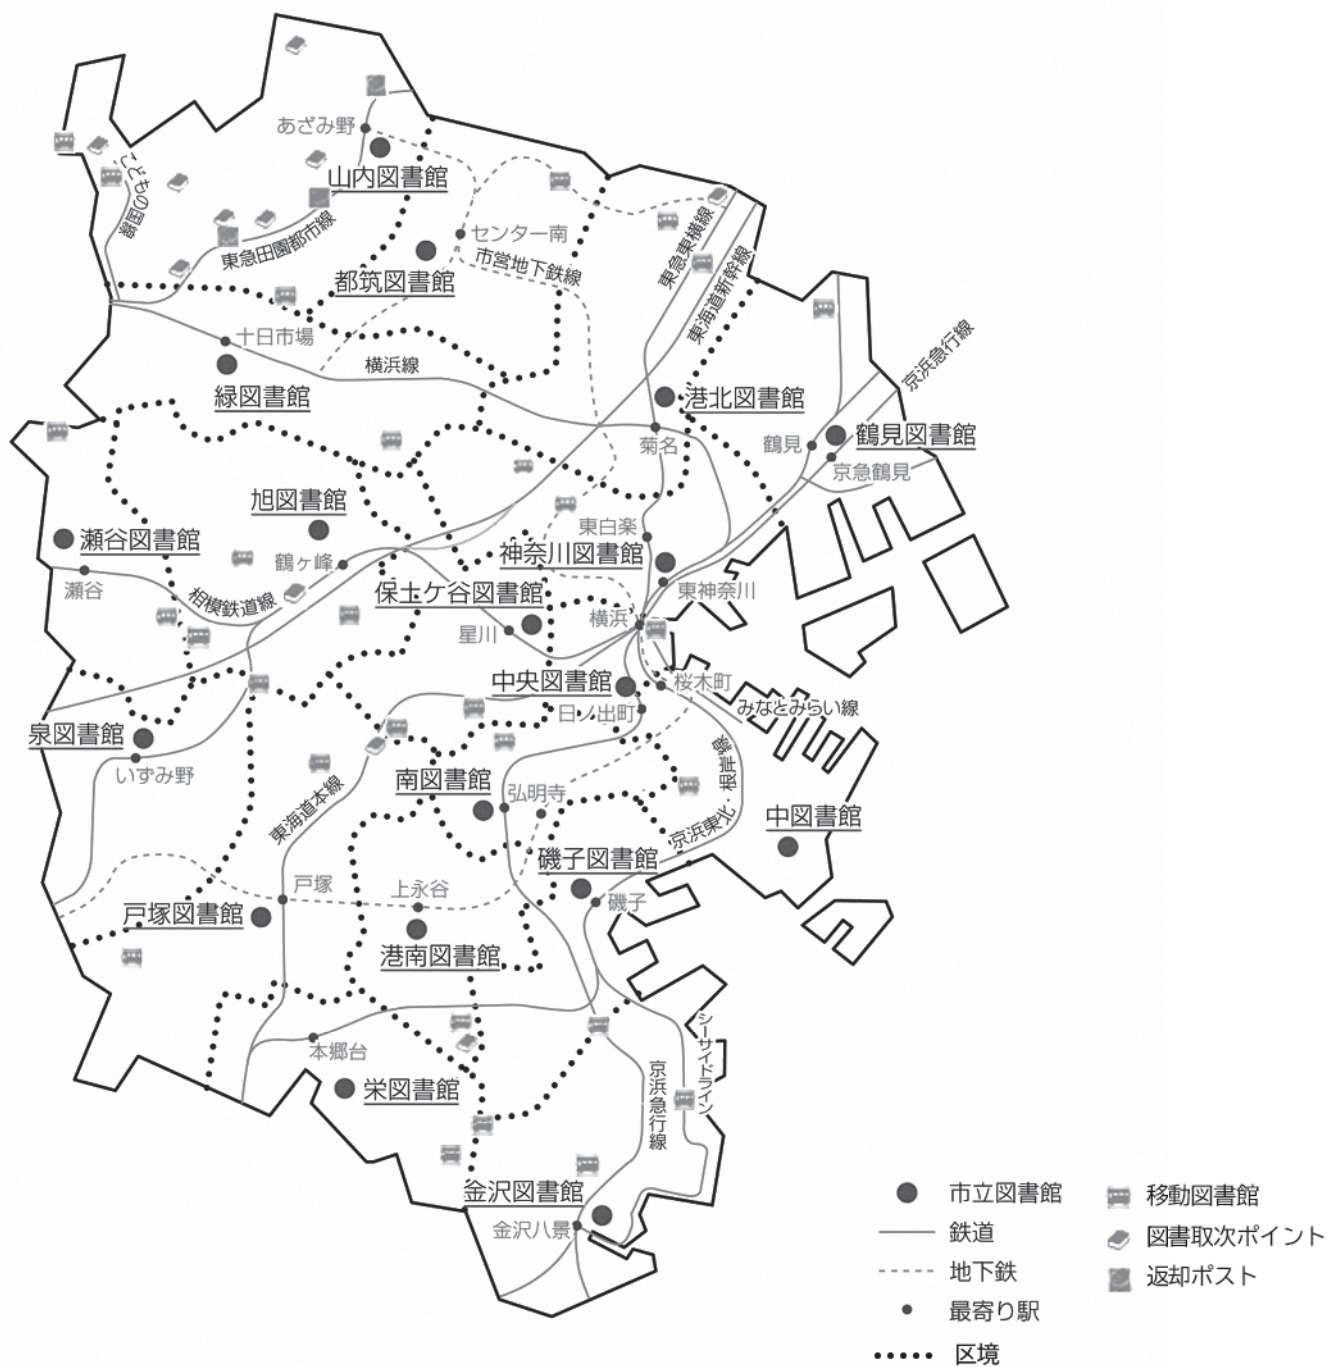 あざみ野
山内図書館
こどもの国線
東急田園都市線
センター南
市営地下鉄線
都筑図書館
東急東横線
東海道新幹線
十日市場
横浜線
緑図書館
京浜急行線
港北図書館
菊名
鶴見
鶴見図書館
京急鶴見
旭図書館
瀬谷図書館
瀬谷
鶴ヶ峰
相模鉄道線
東白楽
神奈川図書館
東神奈川
保土ケ谷図書館
星川
横浜
中央図書館
桜木町
日ノ出町
みなとみらい線
泉図書館
いずみ野
東海道本線
南図書館
弘明寺
京浜東北・根岸線
中図書館
磯子図書館
磯子
戸塚
戸塚図書館
上永谷
港南図書館
本郷台
栄図書館
シーサイドライン
京浜急行線
金沢図書館
金沢八景
市立図書館
鉄道
地下鉄
最寄り駅
区境
移動図書館
図書取次ポイント
返却ポスト